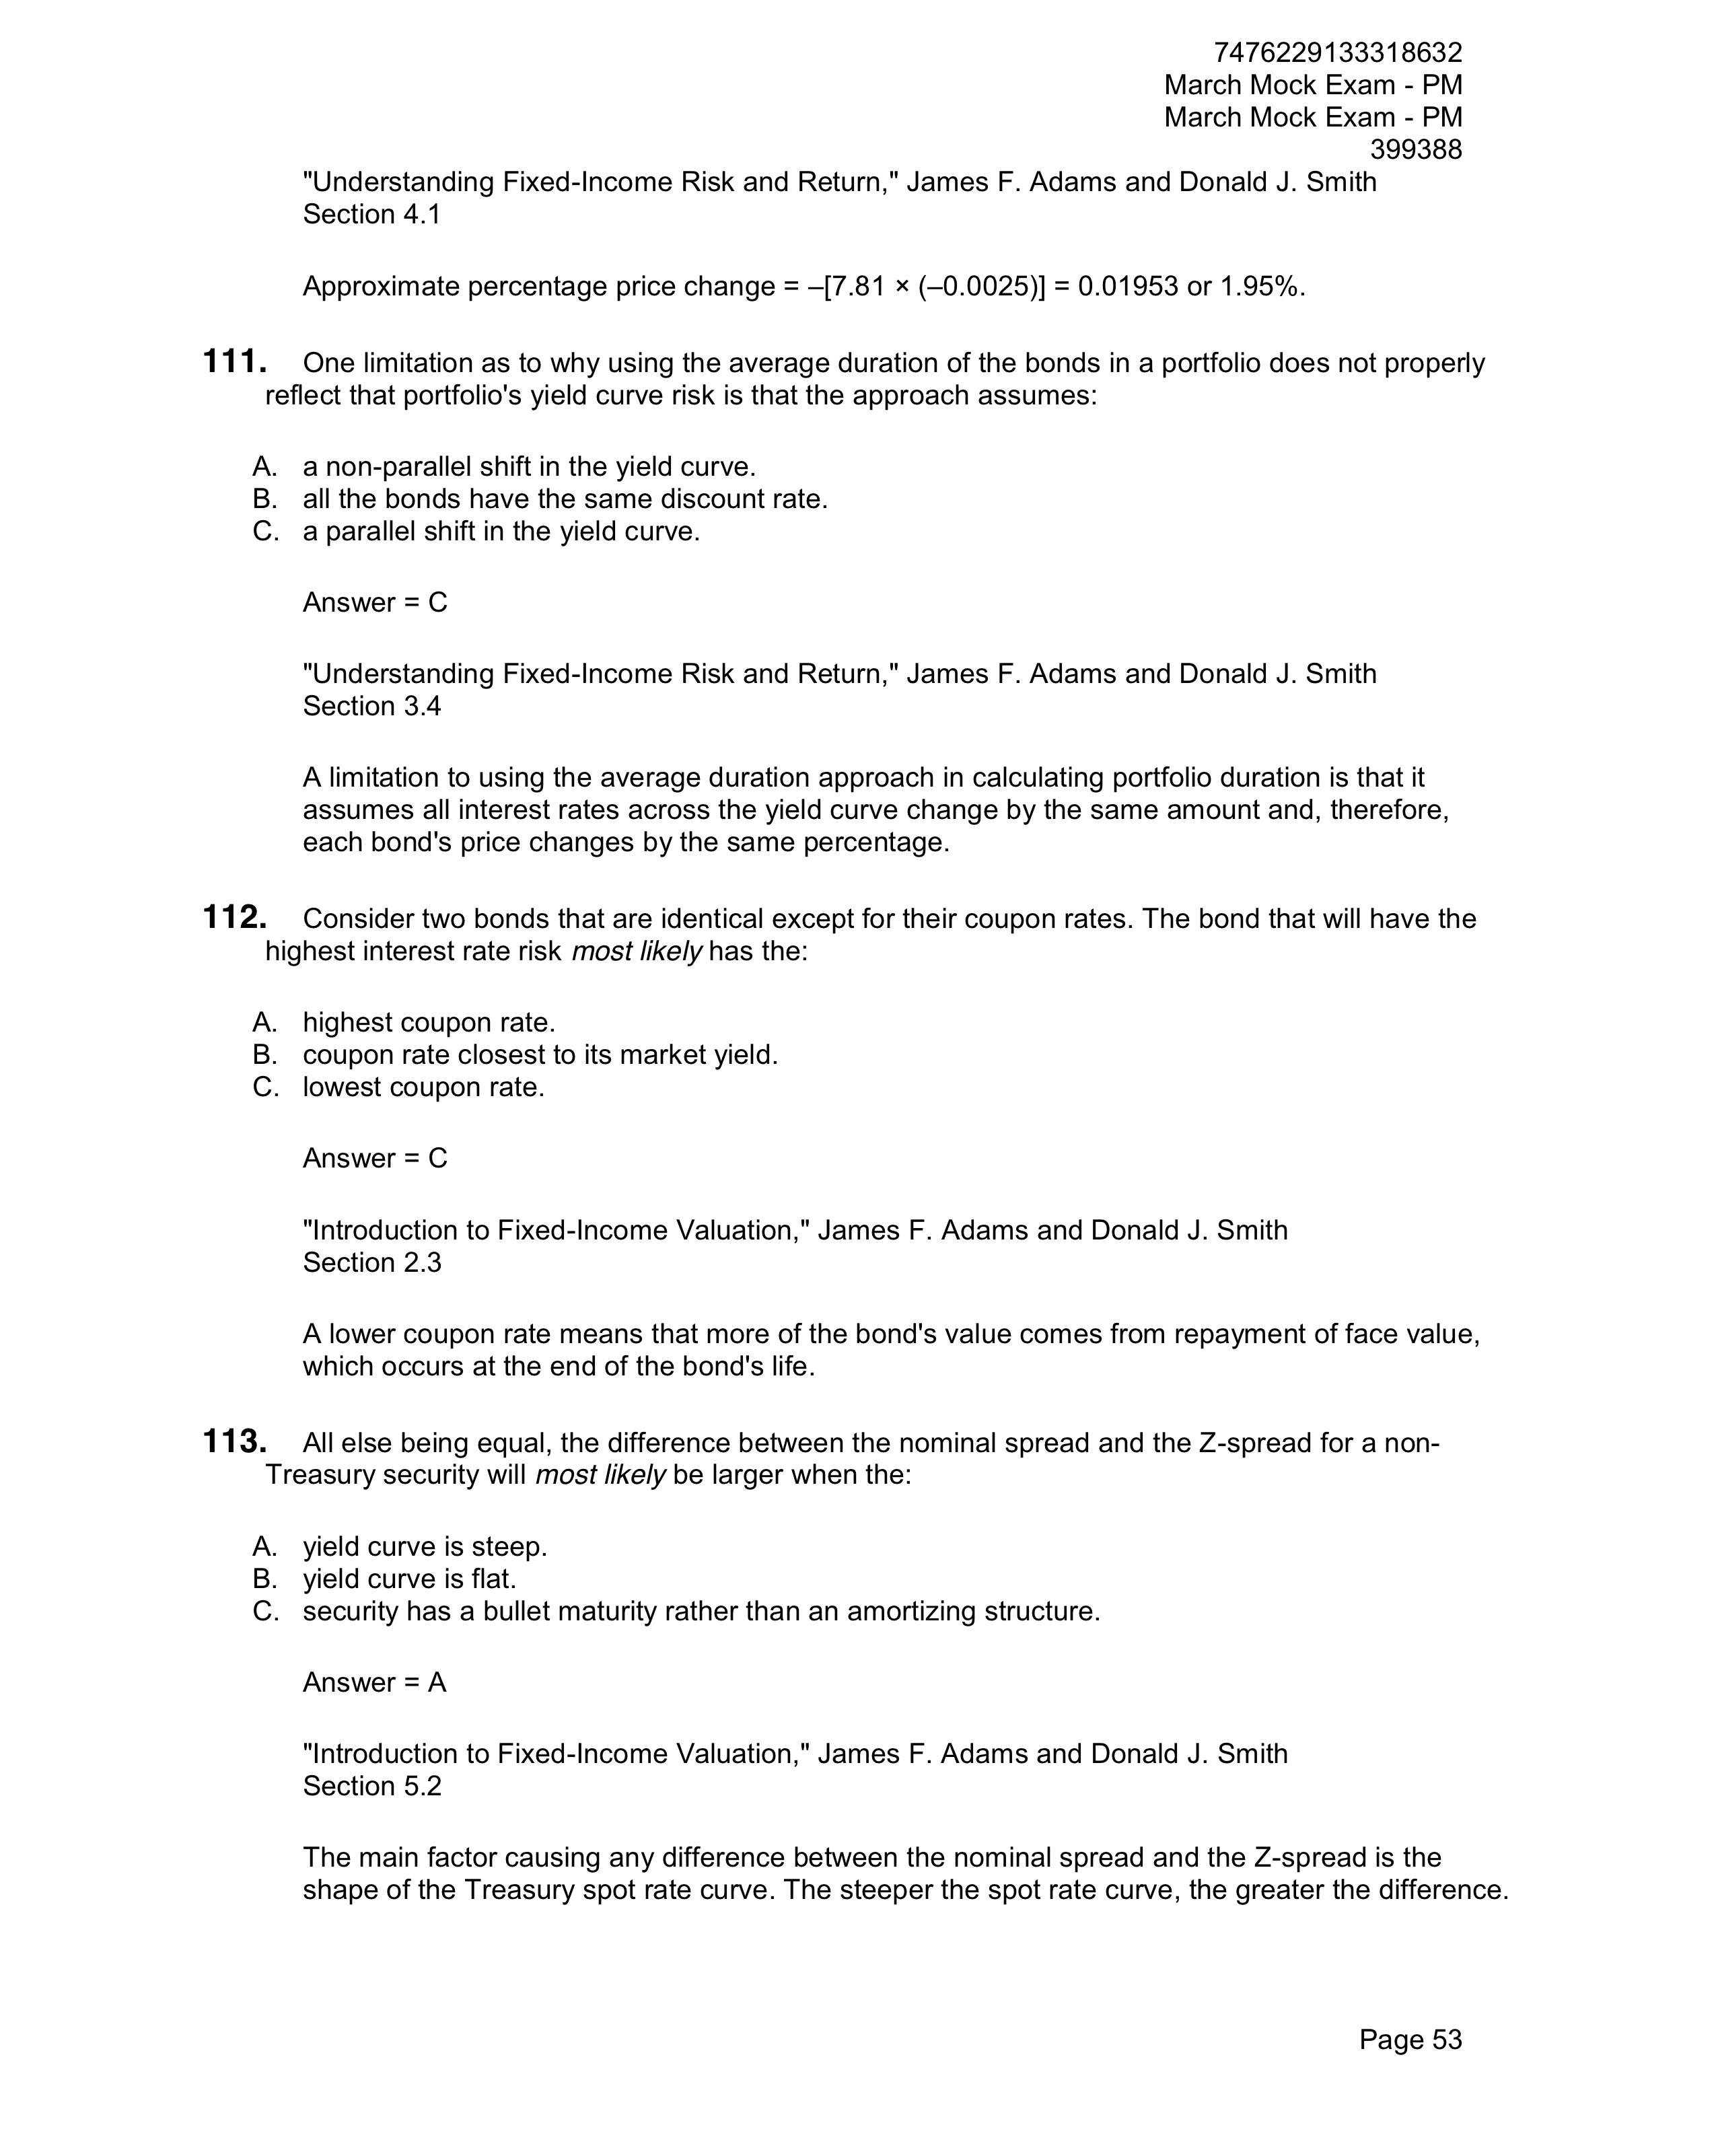 7476229133318632
March Mock Exam - PM
March Mock Exam - PM
399388
"Understanding Fixed-Income Risk and Return," James F. Adams and Donald J. Smith
Section 4.1
Approximate percentage price change = –[7.81 × (–0.0025)] = 0.01953 or 1.95%.
111. One limitation as to why using the average duration of the bonds in a portfolio does not properly
reflect that portfolio's yield curve risk is that the approach assumes:
A. a non-parallel shift in the yield curve.
B. all the bonds have the same discount rate.
C. a parallel shift in the yield curve.
Answer = C
"Understanding Fixed-Income Risk and Return," James F. Adams and Donald J. Smith
Section 3.4
A limitation to using the average duration approach in calculating portfolio duration is that it
assumes all interest rates across the yield curve change by the same amount and, therefore,
each bond's price changes by the same percentage.
112. Consider two bonds that are identical except for their coupon rates. The bond that will have the
highest interest rate risk most likely has the:
A. highest coupon rate.
B. coupon rate closest to its market yield.
C. lowest coupon rate.
Answer = C
"Introduction to Fixed-Income Valuation," James F. Adams and Donald J. Smith
Section 2.3
A lower coupon rate means that more of the bond's value comes from repayment of face value,
which occurs at the end of the bond's life.
113. All else being equal, the difference between the nominal spread and the Z-spread for a non-
Treasury security will most likely be larger when the:
A. yield curve is steep.
B. yield curve is flat.
C. security has a bullet maturity rather than an amortizing structure.
Answer = A
"Introduction to Fixed-Income Valuation," James F. Adams and Donald J. Smith
Section 5.2
The main factor causing any difference between the nominal spread and the Z-spread is the
shape of the Treasury spot rate curve. The steeper the spot rate curve, the greater the difference.
Page 53